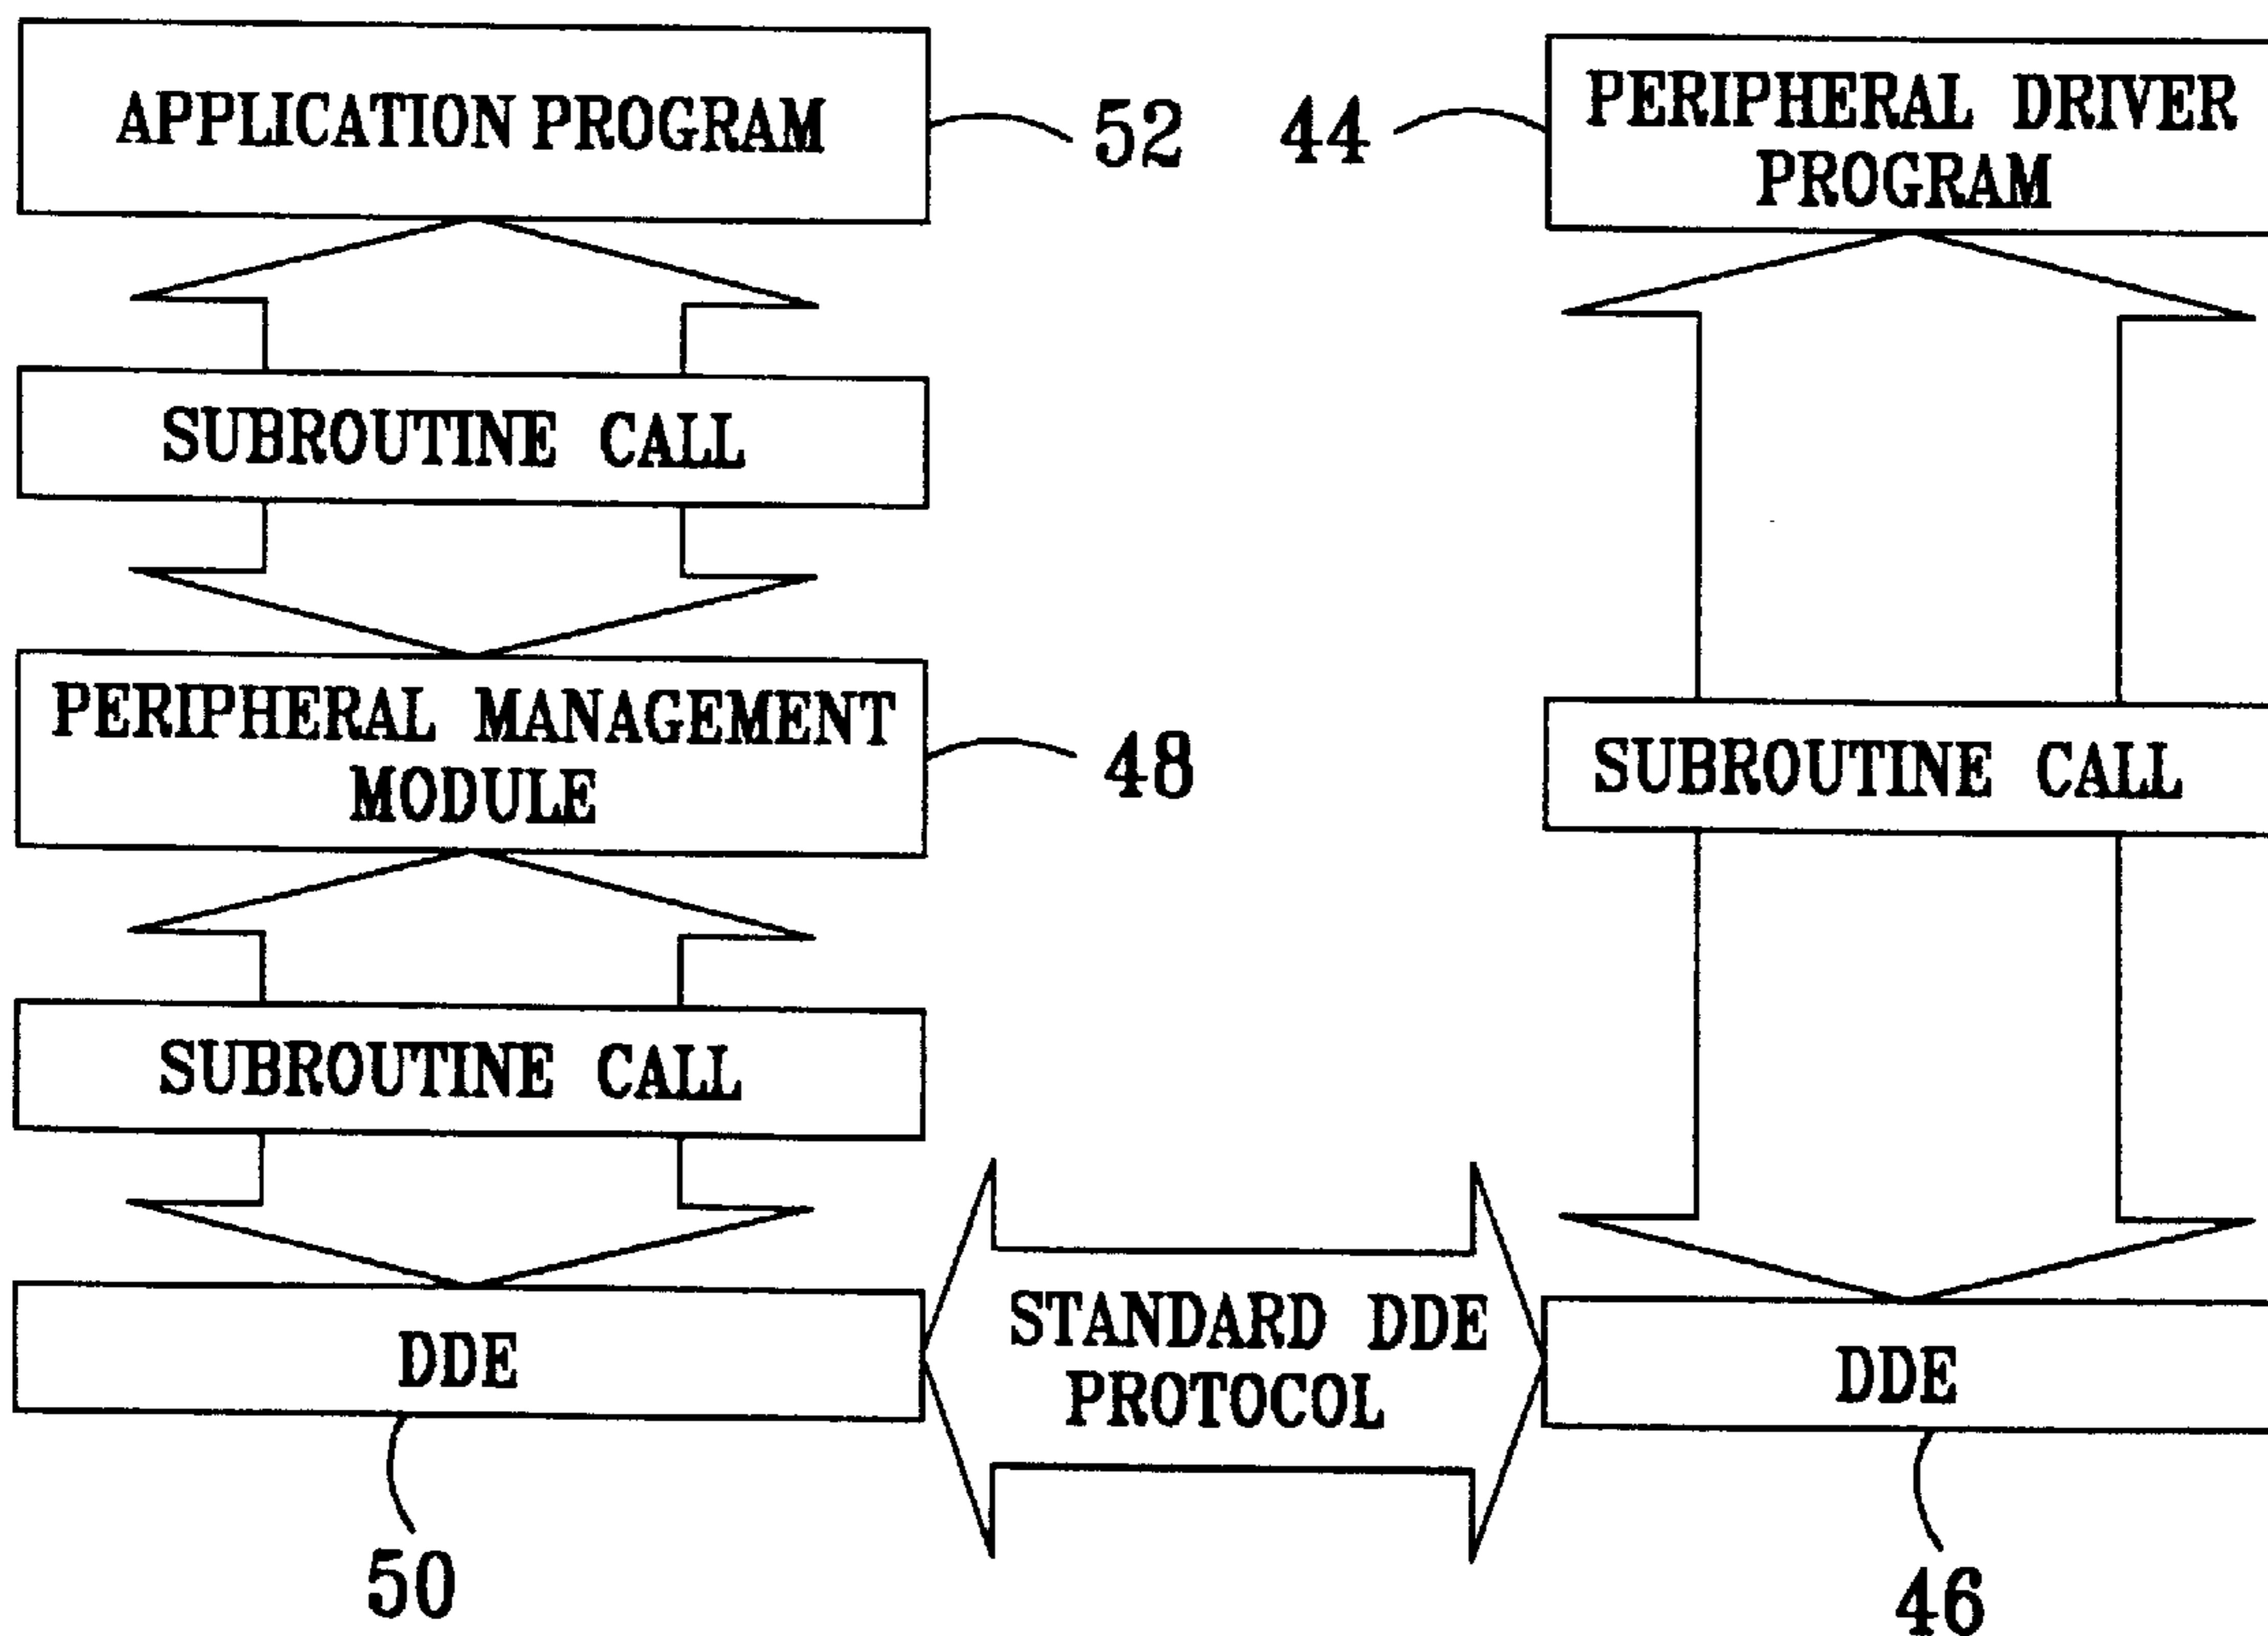 APPLICATION PROGRAM
52
44
PERIPHERAL DRIVER
PROGRAM
SUBROUTINE CALL
PERIPHERAL MANAGEMENT
MODULE
48
SUBROUTINE CALL
SUBROUTINE CALL
DDE
STANDARD DDE
PROTOCOL
DDE
50
46